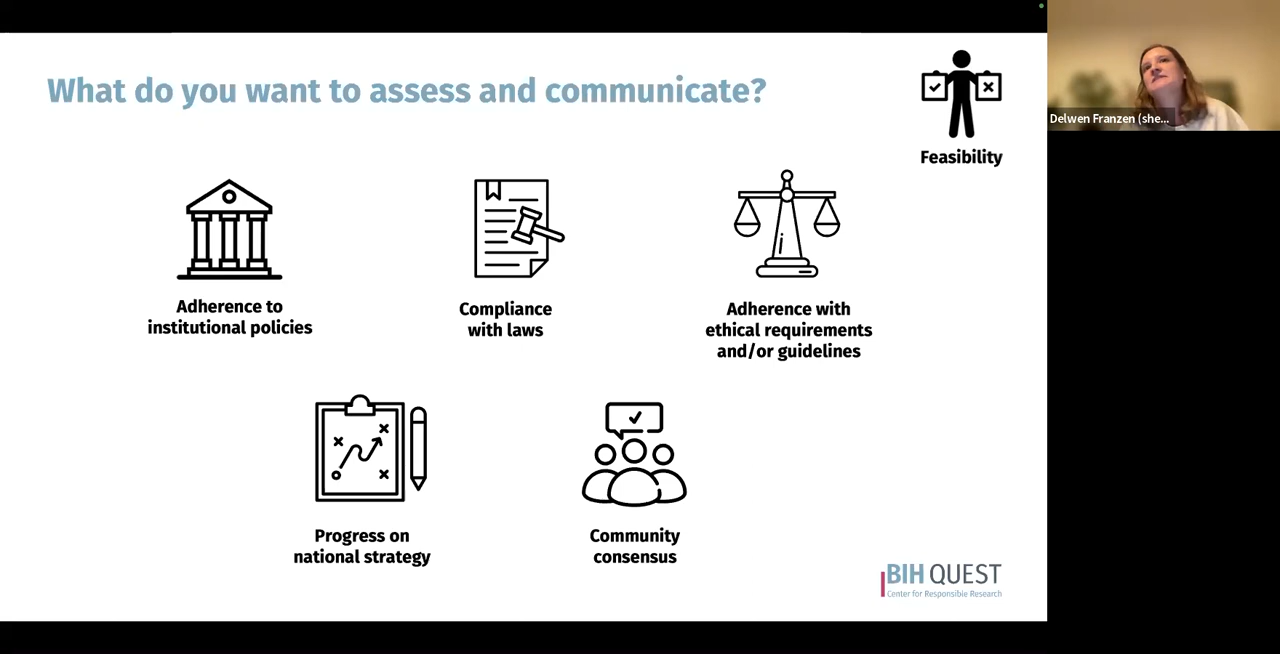 What do you want to assess and communicate?
Feasibility
Delwen Franzen (she...
Adherence to
institutional policies
Compliance
with laws
Adherence with
ethical requirements
and/or guidelines
Progress on
national strategy
Community
consensus
BIH QUEST
Center for Responsible Research